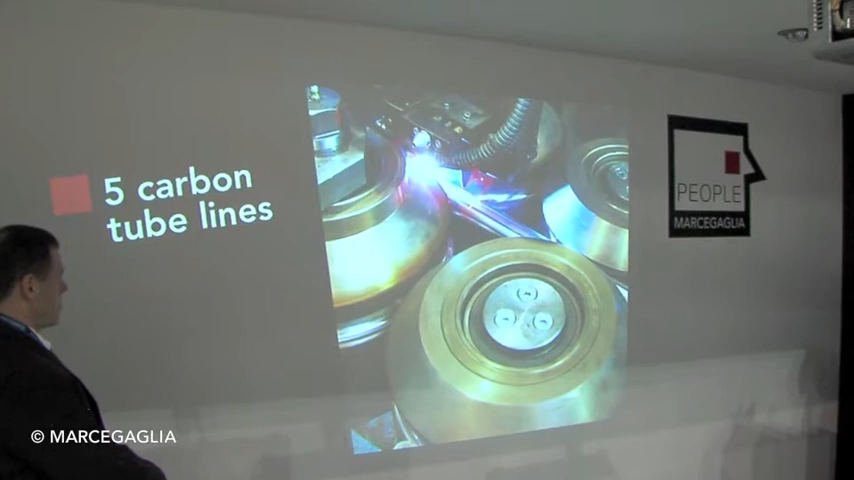 5 carbon
tube lines
PEOPLE
MARCEGAGLIA
© MARCEGAGLIA